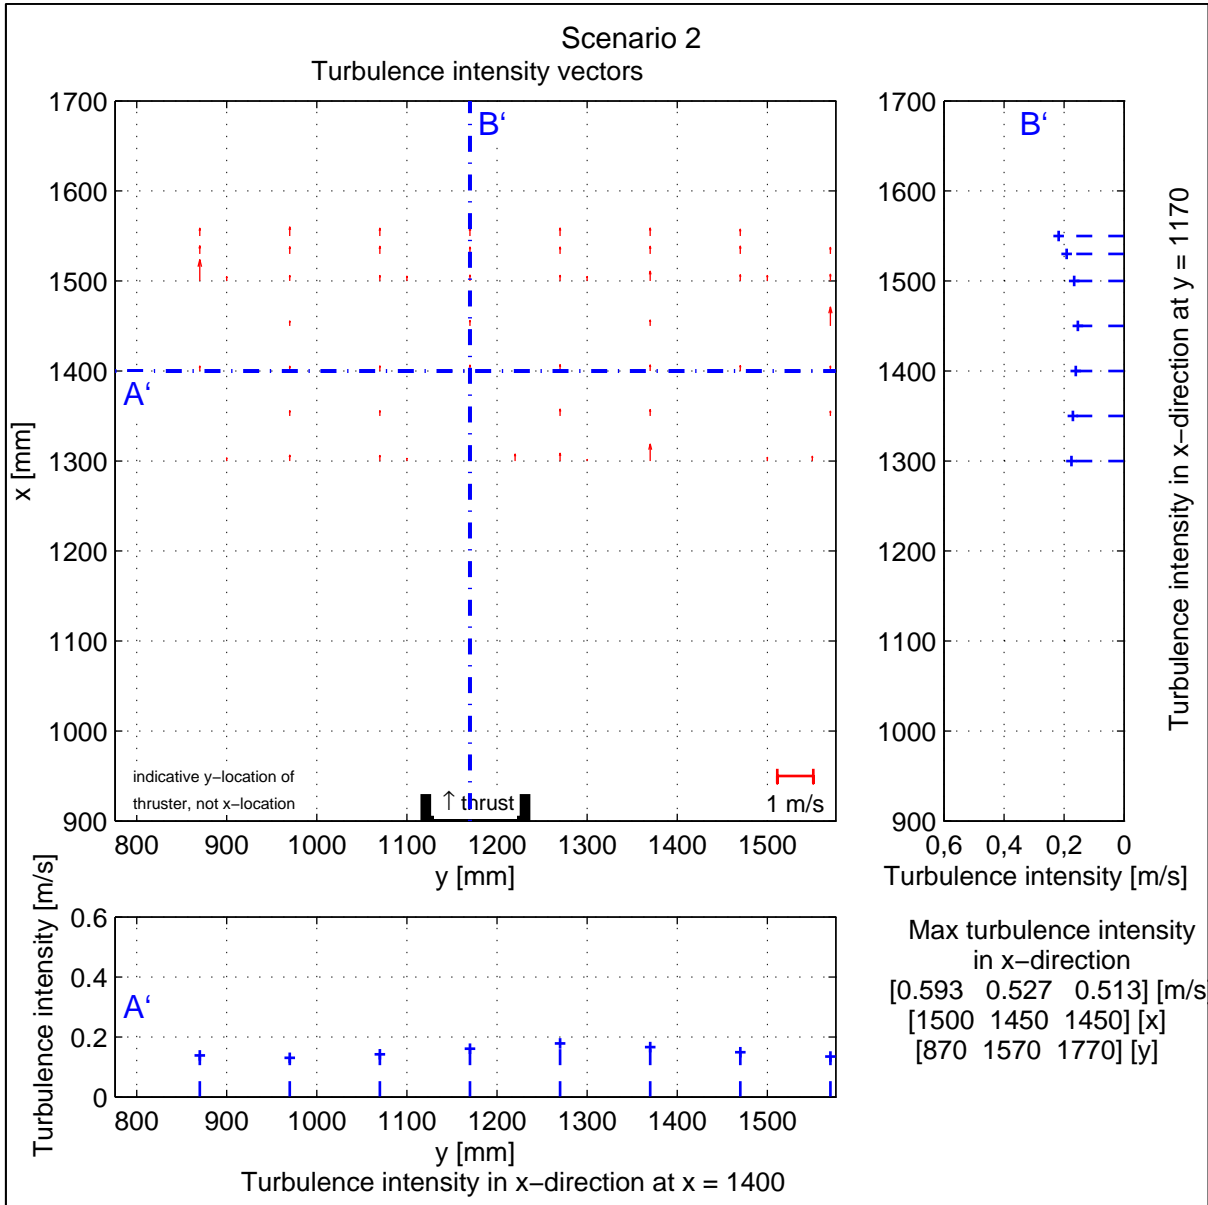 Scenario 2
Turbulence intensity vectors
1700
1600
1500
1400
1300
1200
1100
1000
900
x [mm]
B‘
A‘
indicative y−location of
thruster, not x−location
↑ thrust
1 m/s
800 900 1000 1100 1200 1300 1400 1500
y [mm]
1700
1600
1500
1400
1300
1200
1100
1000
900
B‘
0,6 0,4 0,2 0
Turbulence intensity [m/s]
Turbulence intensity in x−direction at y = 1170
Turbulence intensity [m/s]
0.6
0.4
0.2
0
A‘
800 900 1000 1100 1200 1300 1400 1500
y [mm]
Turbulence intensity in x−direction at x = 1400
Max turbulence intensity
in x−direction
[0.593 0.527 0.513] [m/s]
[1500 1450 1450] [x]
[870 1570 1770] [y]